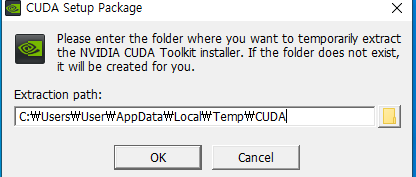 CUDA Setup Package
Please enter the folder where you want to temporarily extract
the NVIDIA CUDA Toolkit installer. If the folder does not exist,
it will be created for you.
Extraction path:
C:₩Users₩User₩AppData₩Local₩Temp₩CUDA
OK
Cancel